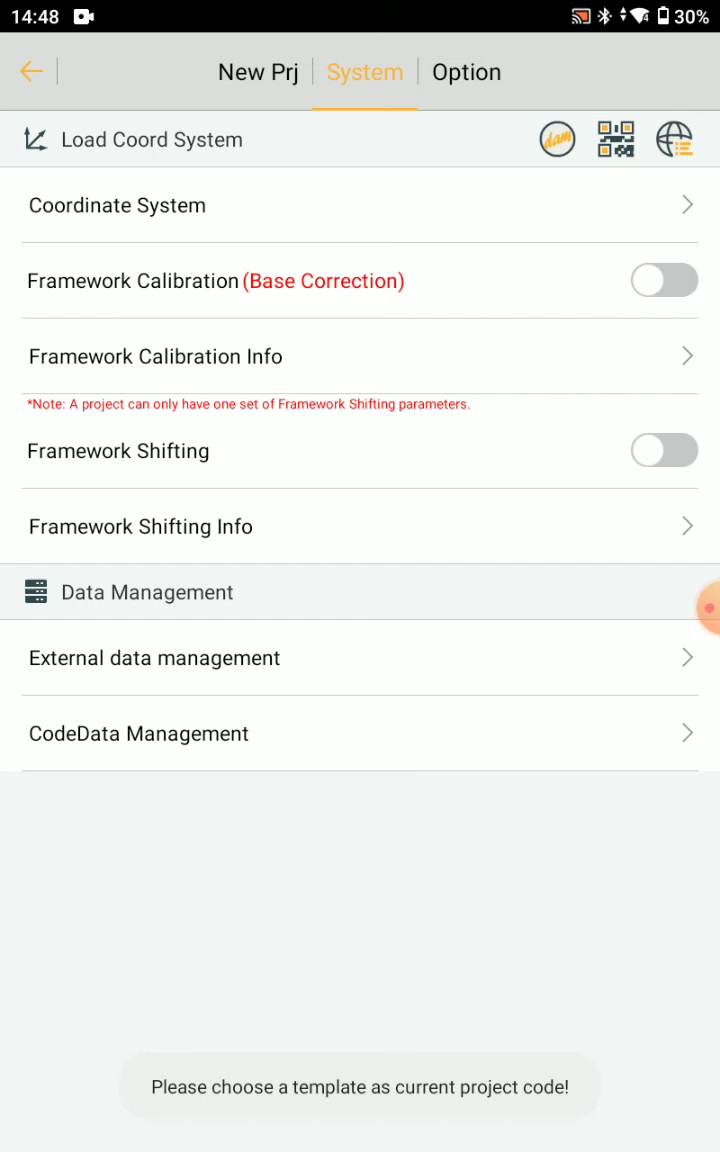 14:48
4 30%
New Prj System Option
Load Coord System
dam
Coordinate System
Framework Calibration(Base Correction)
Framework Calibration Info
*Note: A project can only have one set of Framework Shifting parameters.
Framework Shifting
Framework Shifting Info
Data Management
External data management
CodeData Management
Please choose a template as current project code!